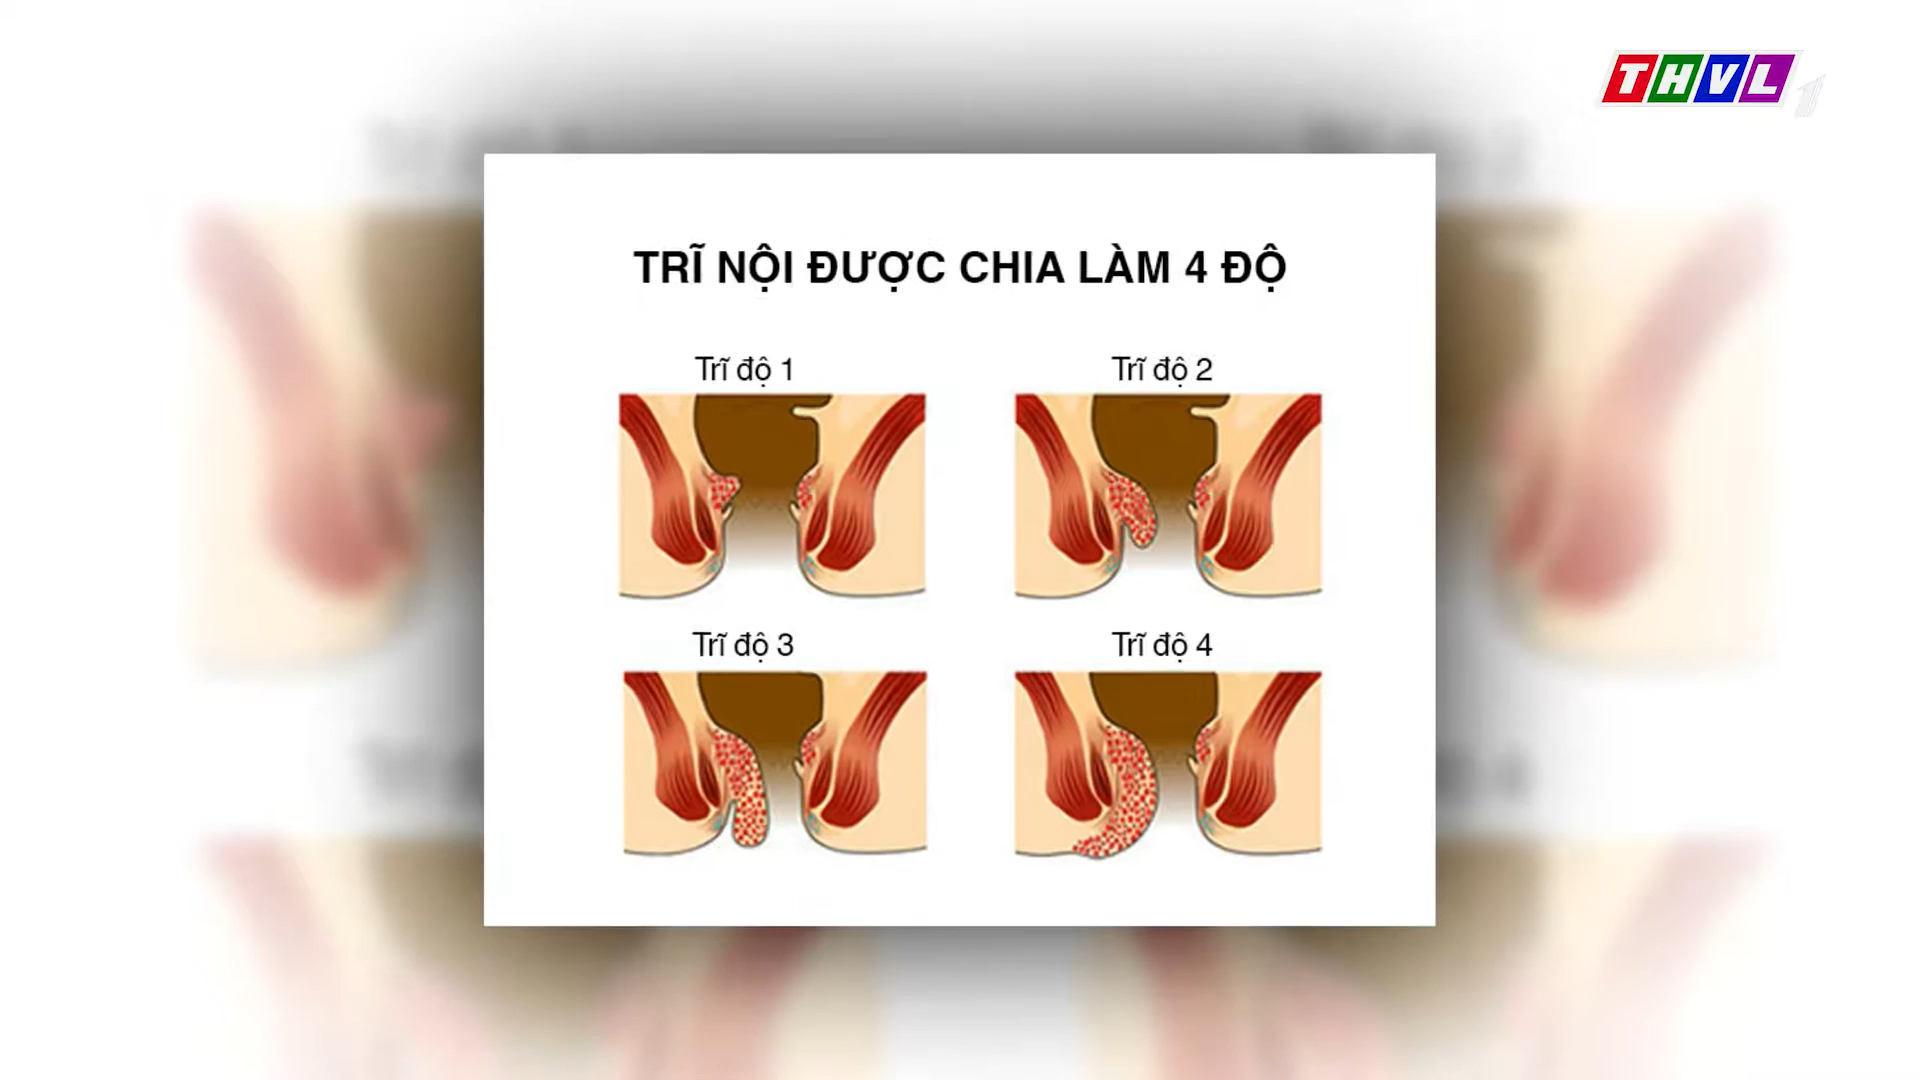 THVL1
TRĨ NỘI ĐƯỢC CHIA LÀM 4 ĐỘ
Trĩ độ 1
Trĩ độ 2
Trĩ độ 3
Trĩ độ 4